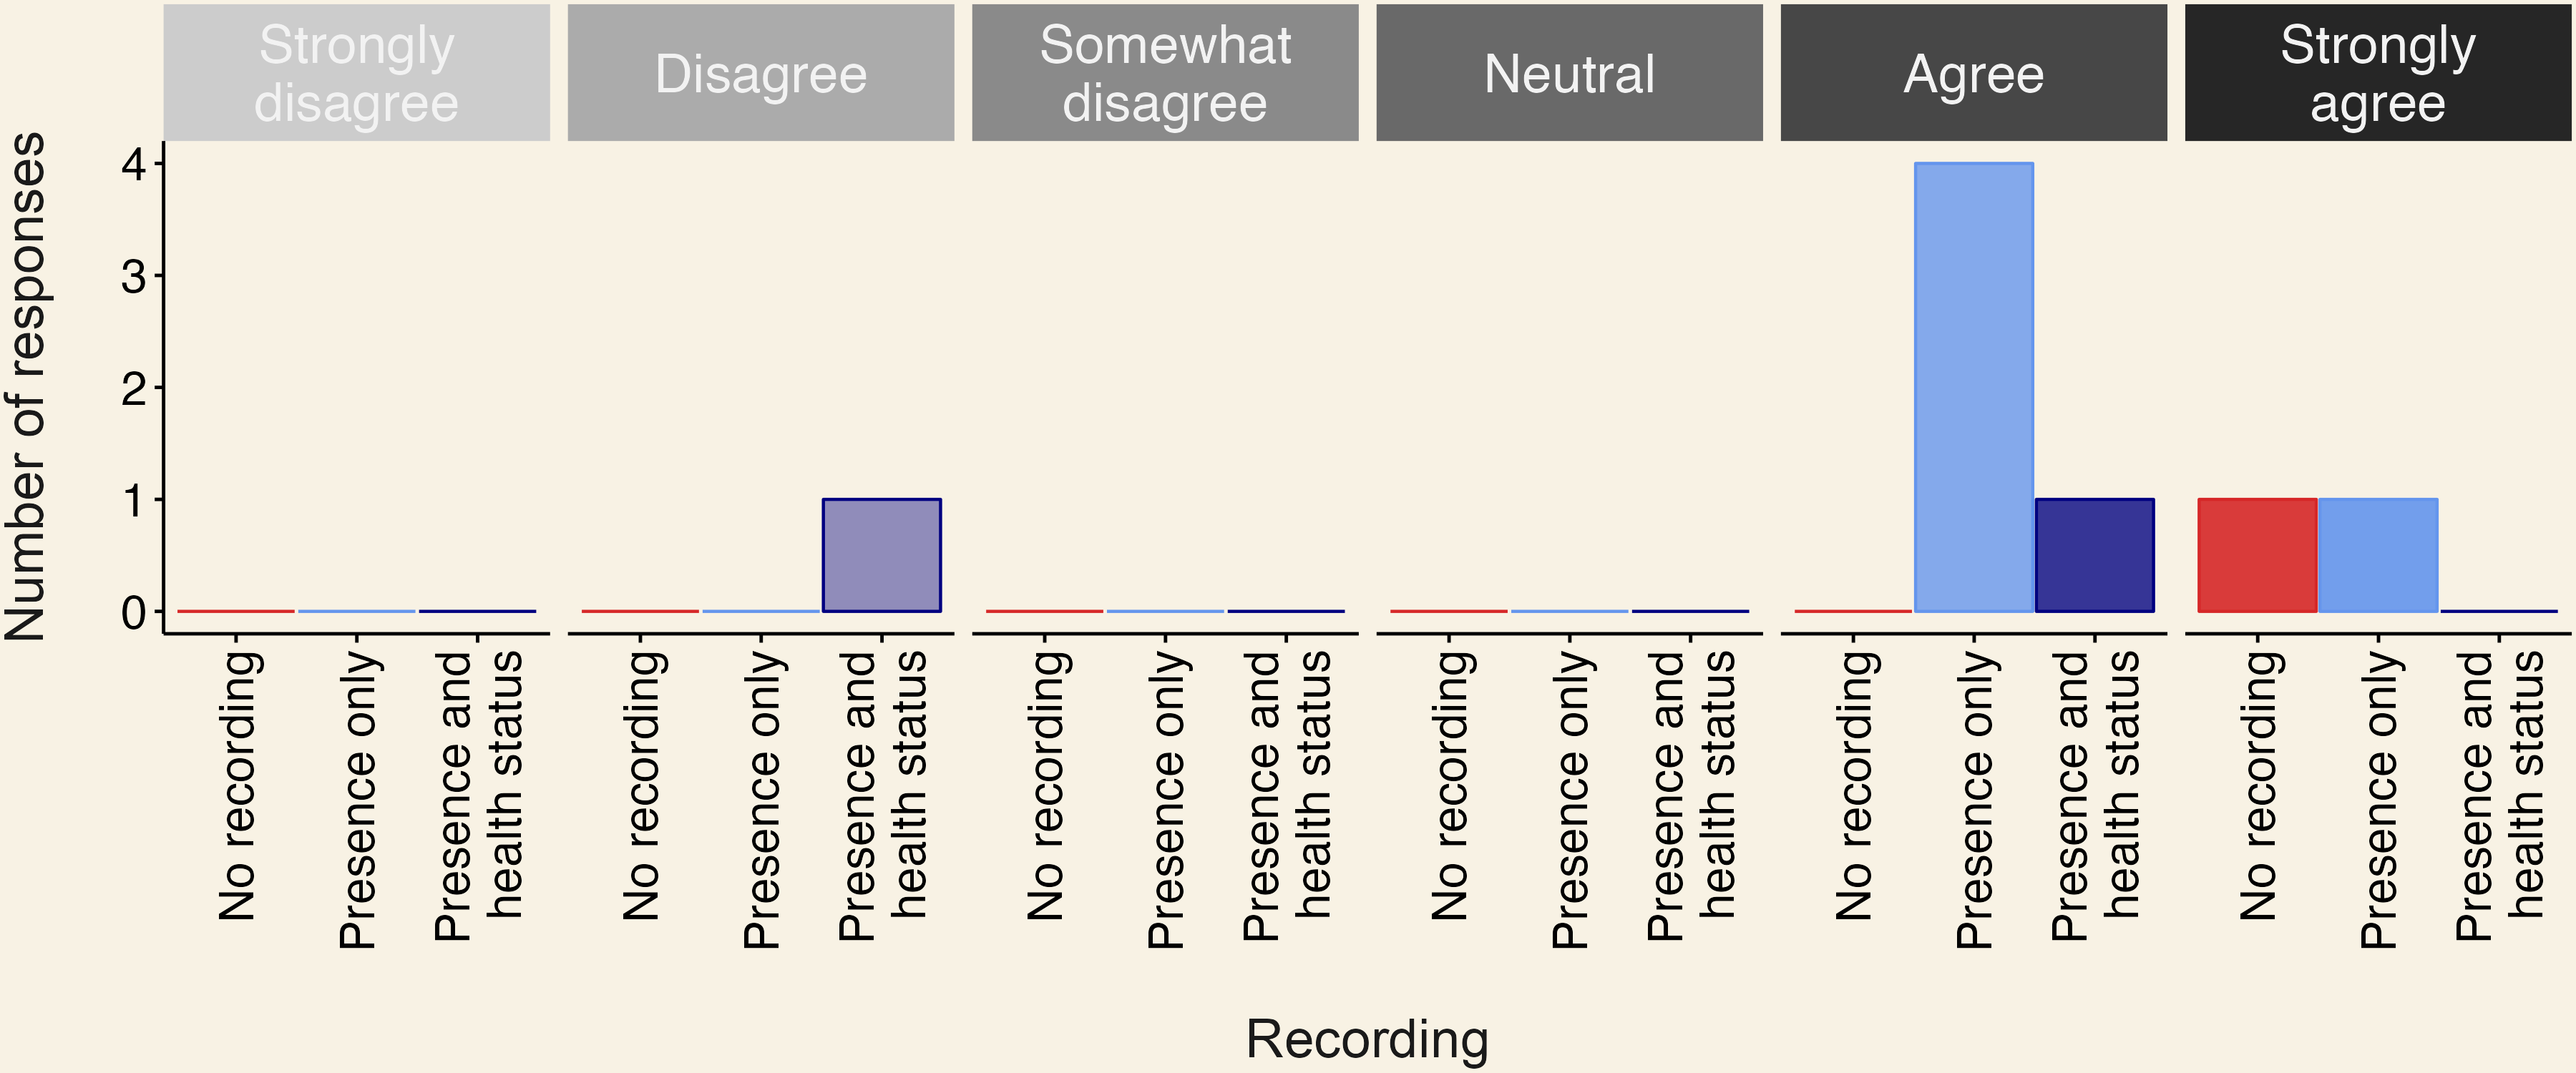 Strongly
disagree
Disagree
Somewhat
disagree
Neutral
Agree
Strongly
agree
Number of responses
4
3
2
1
0
No recording
Presence only
Presence and
health status
No recording
Presence only
Presence and
health status
No recording
Presence only
Presence and
health status
No recording
Presence only
Presence and
health status
No recording
Presence only
Presence and
health status
No recording
Presence only
Presence and
health status
Recording